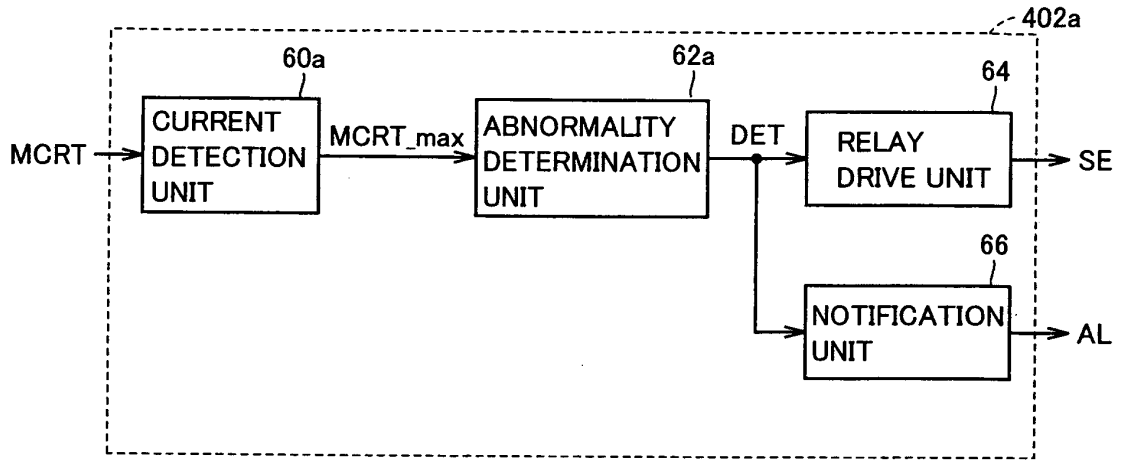 402a
60a
62a
64
MCRT
CURRENT
DETECTION
UNIT
MCRT_max
ABNORMALITY
DETERMINATION
UNIT
DET
RELAY
DRIVE UNIT
SE
66
NOTIFICATION
UNIT
AL